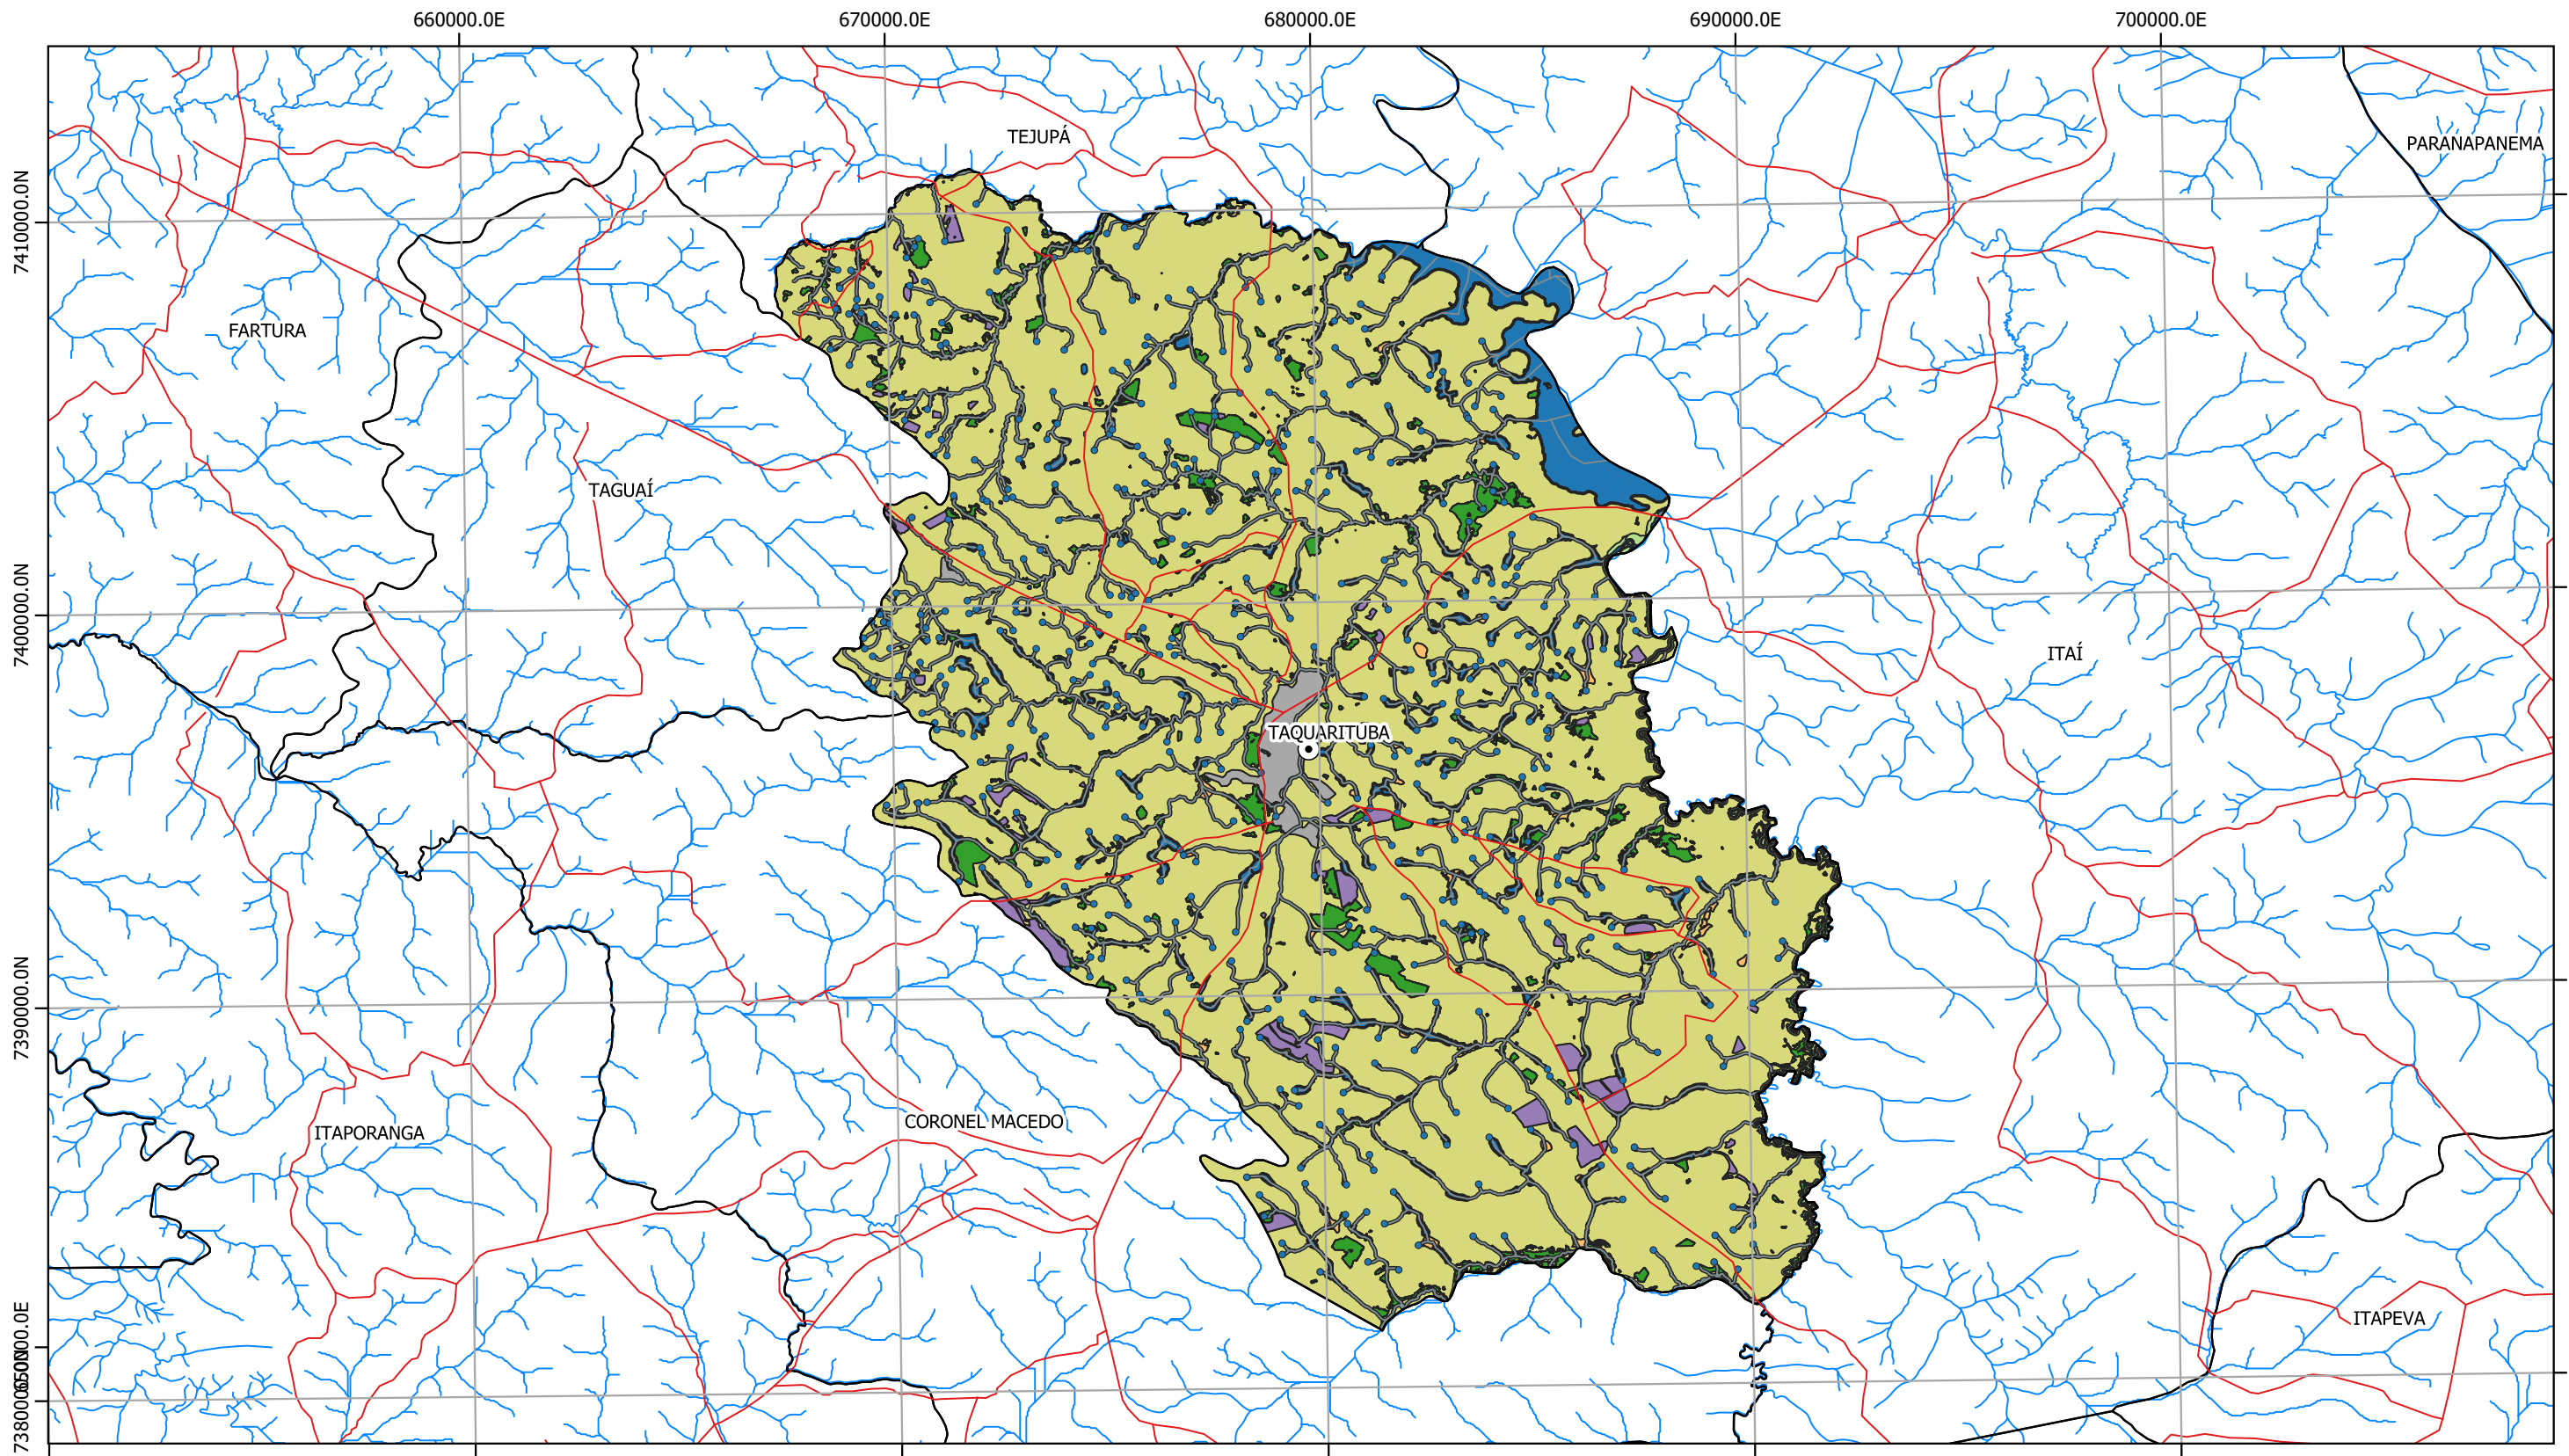 660000.0E
670000.0E
680000.0E
690000.0E
700000.0E
TEJUPÁ
PARANAPANEMA
7410000.0N
FARTURA
TAGUAÍ
7400000.0N
ITAÍ
TAQUARITUBA
7390000.0N
CORONEL MACEDO
ITAPORANGA
ITAPEVA